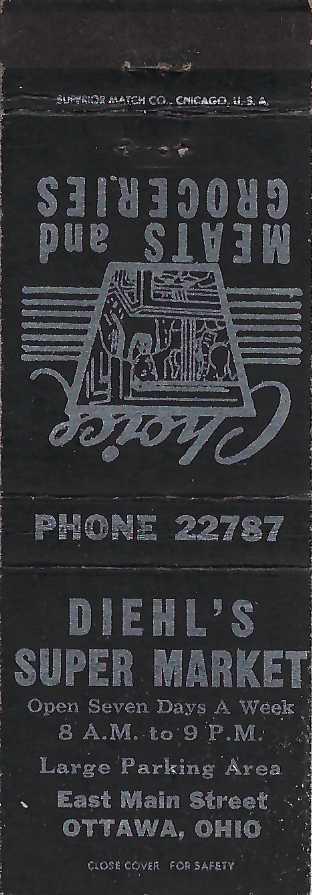 SUPERIOR MATCH CO., CHICAGO, U. S. A.
Choice
MEATS and
GROCERIES
PHONE 22787
DIEHL'S
SUPER MARKET
Open Seven Days A Week
8 A.M. to 9 P.M.
Large Parking Area
East Main Street
OTTAWA, OHIO
CLOSE COVER FOR SAFETY